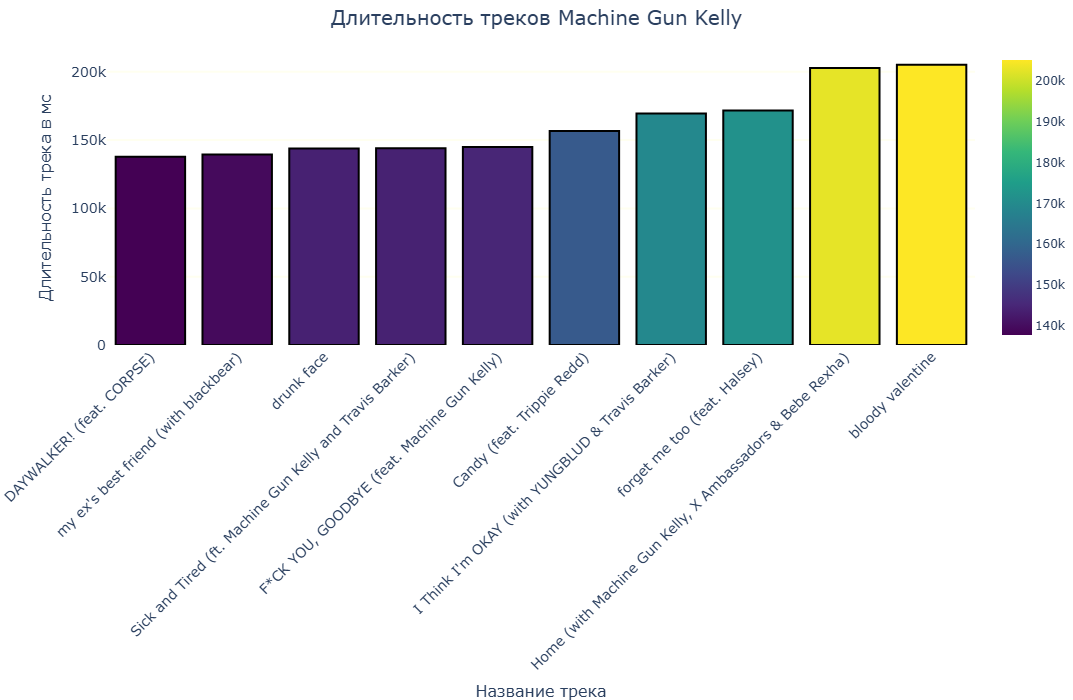 Длительность треков Machine Gun Kelly
Длительность трека в мс
200k
150k
100k
50k
0
DAYWALKER! (feat. CORPSE)
my ex's best friend (with blackbear)
drunk face
Sick and Tired (ft. Machine Gun Kelly and Travis Barker)
F*CK YOU, GOODBYE (feat. Machine Gun Kelly)
Candy (feat. Trippie Redd)
I Think I'm OKAY (with YUNGBLUD & Travis Barker)
forget me too (feat. Halsey)
Home (with Machine Gun Kelly, X Ambassadors & Bebe Rexha)
bloody valentine
Название трека
200k
190k
180k
170k
160k
150k
140k